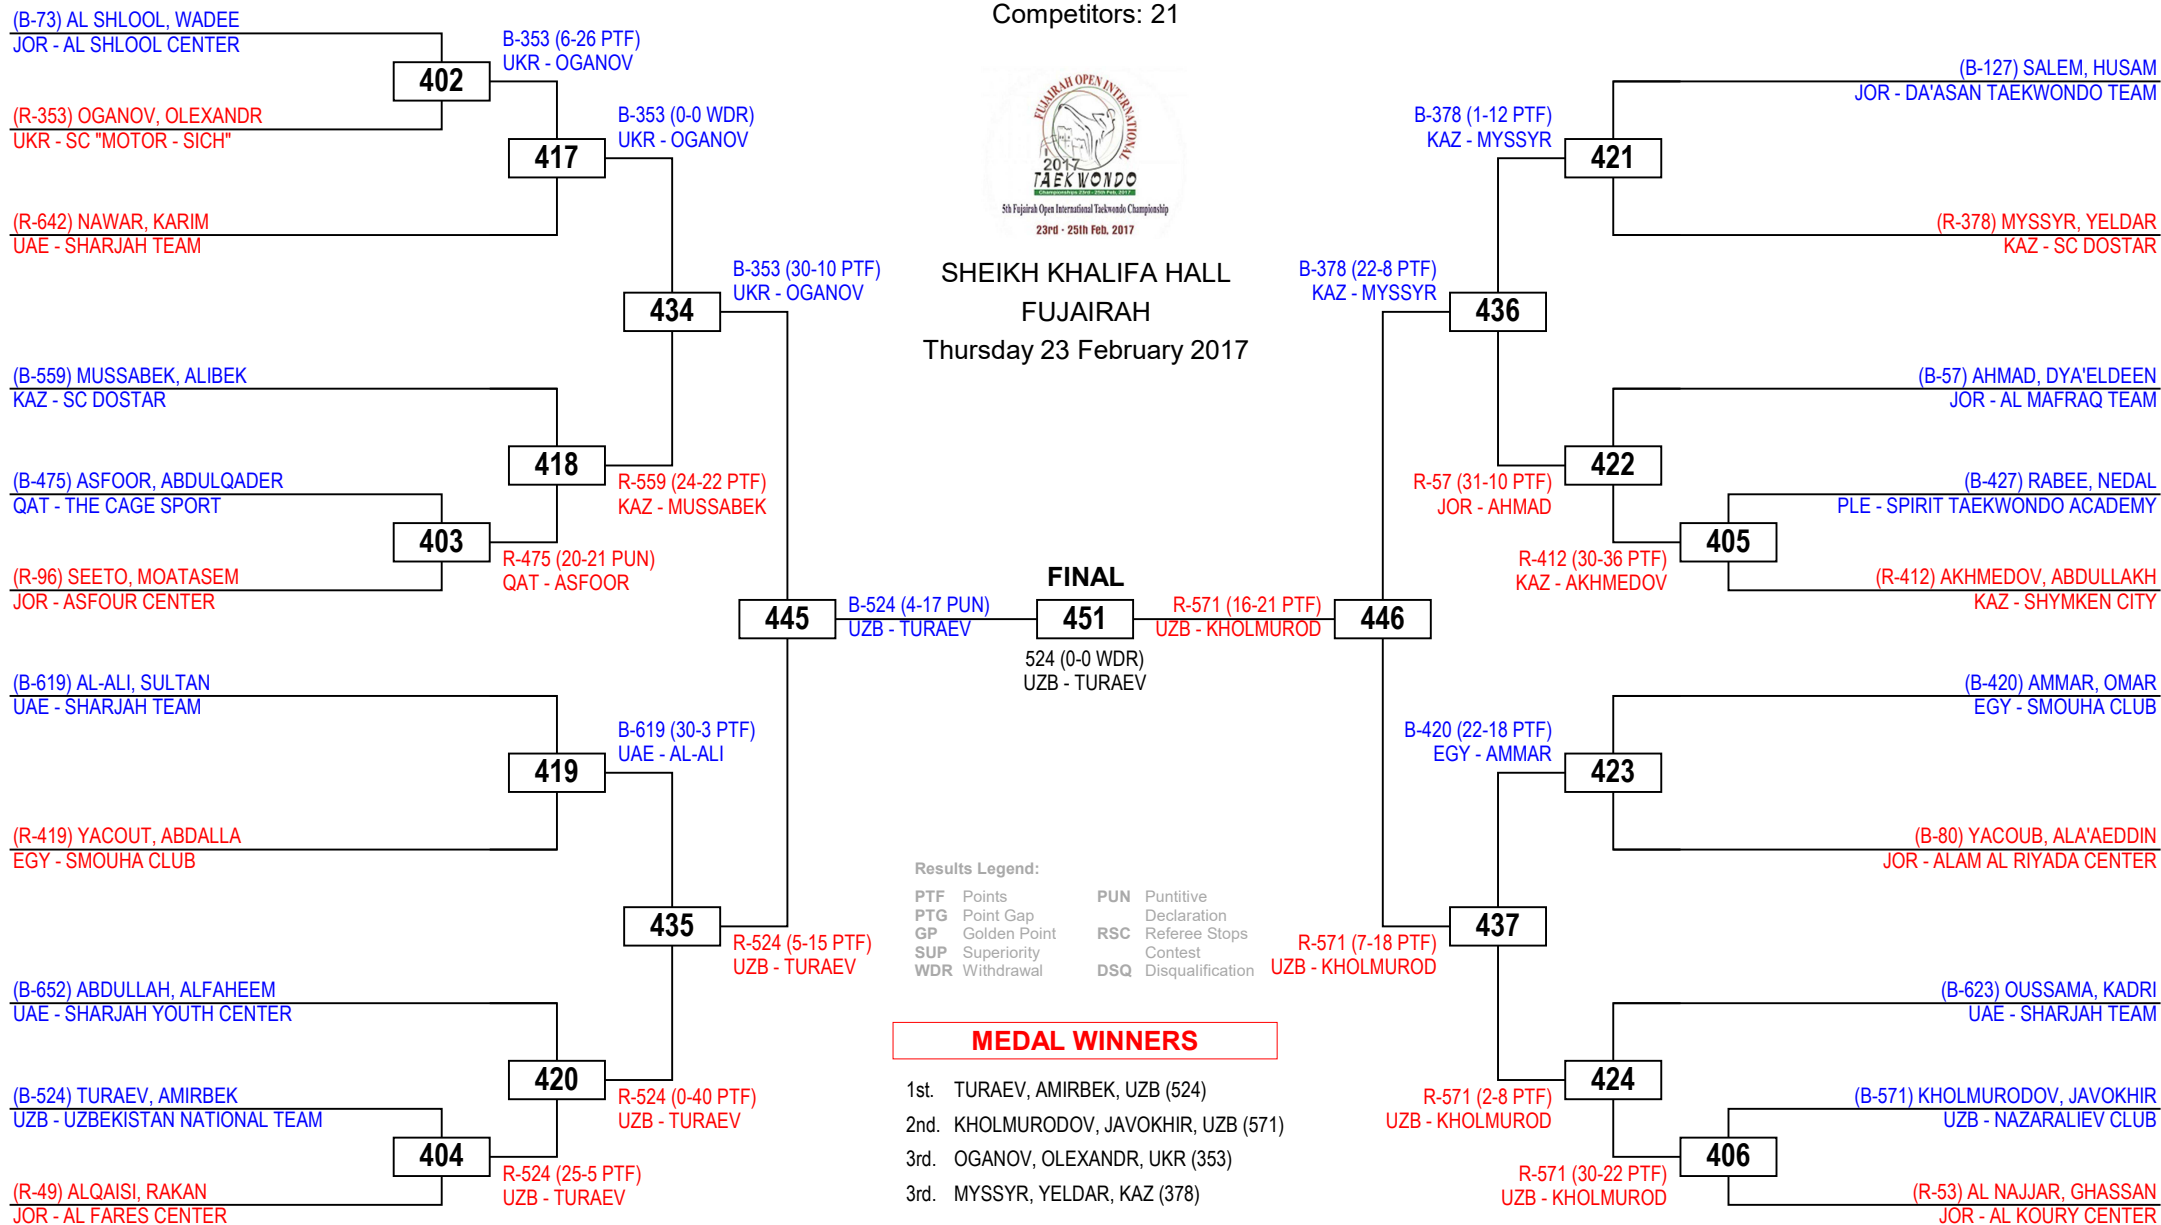 Competitors: 21
FUJAIRAH OPEN INTERNATIONAL
2017
TAEKWONDO
Championships 23rd - 25th Feb, 2017
5th Fujairah Open International Taekwondo Championship
23rd - 25th Feb, 2017
SHEIKH KHALIFA HALL
FUJAIRAH
Thursday 23 February 2017
(B-73) AL SHLOOL, WADEE
JOR - AL SHLOOL CENTER
402
B-353 (6-26 PTF)
UKR - OGANOV
(R-353) OGANOV, OLEXANDR
UKR - SC "MOTOR - SICH"
417
B-353 (0-0 WDR)
UKR - OGANOV
(R-642) NAWAR, KARIM
UAE - SHARJAH TEAM
434
B-353 (30-10 PTF)
UKR - OGANOV
(B-559) MUSSABEK, ALIBEK
KAZ - SC DOSTAR
418
R-559 (24-22 PTF)
KAZ - MUSSABEK
(B-475) ASFOOR, ABDULQADER
QAT - THE CAGE SPORT
403
R-475 (20-21 PUN)
QAT - ASFOOR
(R-96) SEETO, MOATASEM
JOR - ASFOUR CENTER
445
B-524 (4-17 PUN)
UZB - TURAEV
(B-619) AL-ALI, SULTAN
UAE - SHARJAH TEAM
419
B-619 (30-3 PTF)
UAE - AL-ALI
(R-419) YACOUT, ABDALLA
EGY - SMOUHA CLUB
435
R-524 (5-15 PTF)
UZB - TURAEV
(B-652) ABDULLAH, ALFAHEEM
UAE - SHARJAH YOUTH CENTER
420
R-524 (0-40 PTF)
UZB - TURAEV
(B-524) TURAEV, AMIRBEK
UZB - UZBEKISTAN NATIONAL TEAM
404
R-524 (25-5 PTF)
UZB - TURAEV
(R-49) ALQAISI, RAKAN
JOR - AL FARES CENTER
FINAL
451
524 (0-0 WDR)
UZB - TURAEV
(B-127) SALEM, HUSAM
JOR - DA'ASAN TAEKWONDO TEAM
B-378 (1-12 PTF)
KAZ - MYSSYR
421
(R-378) MYSSYR, YELDAR
KAZ - SC DOSTAR
B-378 (22-8 PTF)
KAZ - MYSSYR
436
(B-57) AHMAD, DYA'ELDEEN
JOR - AL MAFRAQ TEAM
422
R-57 (31-10 PTF)
JOR - AHMAD
(B-427) RABEE, NEDAL
PLE - SPIRIT TAEKWONDO ACADEMY
405
R-412 (30-36 PTF)
KAZ - AKHMEDOV
(R-412) AKHMEDOV, ABDULLAKH
KAZ - SHYMKEN CITY
R-571 (16-21 PTF)
UZB - KHOLMUROD
446
(B-420) AMMAR, OMAR
EGY - SMOUHA CLUB
B-420 (22-18 PTF)
EGY - AMMAR
423
(B-80) YACOUB, ALA'AEDDIN
JOR - ALAM AL RIYADA CENTER
437
R-571 (7-18 PTF)
UZB - KHOLMUROD
(B-623) OUSSAMA, KADRI
UAE - SHARJAH TEAM
424
R-571 (2-8 PTF)
UZB - KHOLMUROD
(B-571) KHOLMURODOV, JAVOKHIR
UZB - NAZARALIEV CLUB
406
R-571 (30-22 PTF)
UZB - KHOLMUROD
(R-53) AL NAJJAR, GHASSAN
JOR - AL KOURY CENTER
Results Legend:
PTF Points
PTG Point Gap
GP Golden Point
SUP Superiority
WDR Withdrawal
PUN Puntitive
Declaration
RSC Referee Stops
Contest
DSQ Disqualification
MEDAL WINNERS
1st. TURAEV, AMIRBEK, UZB (524)
2nd. KHOLMURODOV, JAVOKHIR, UZB (571)
3rd. OGANOV, OLEXANDR, UKR (353)
3rd. MYSSYR, YELDAR, KAZ (378)